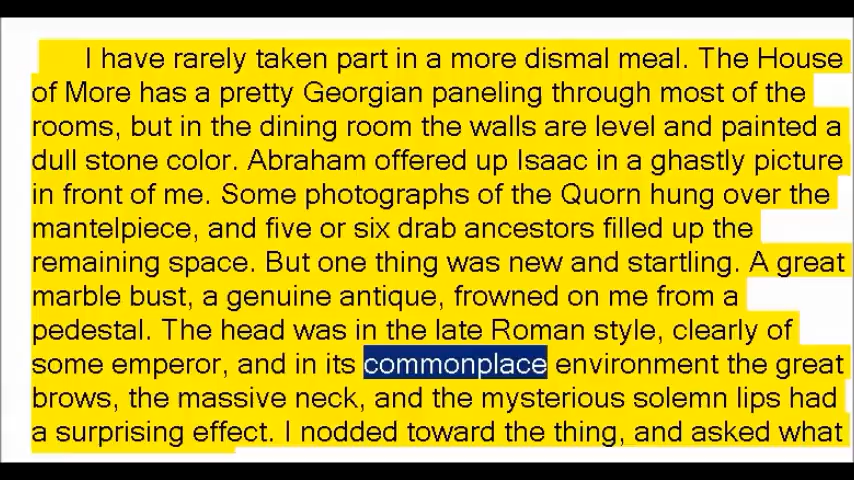 I have rarely taken part in a more dismal meal. The House
of More has a pretty Georgian paneling through most of the
rooms, but in the dining room the walls are level and painted a
dull stone color. Abraham offered up Isaac in a ghastly picture
in front of me. Some photographs of the Quorn hung over the
mantelpiece, and five or six drab ancestors filled up the
remaining space. But one thing was new and startling. A great
marble bust, a genuine antique, frowned on me from a
pedestal. The head was in the late Roman style, clearly of
some emperor, and in its commonplace environment the great
brows, the massive neck, and the mysterious solemn lips had
a surprising effect. I nodded toward the thing, and asked what